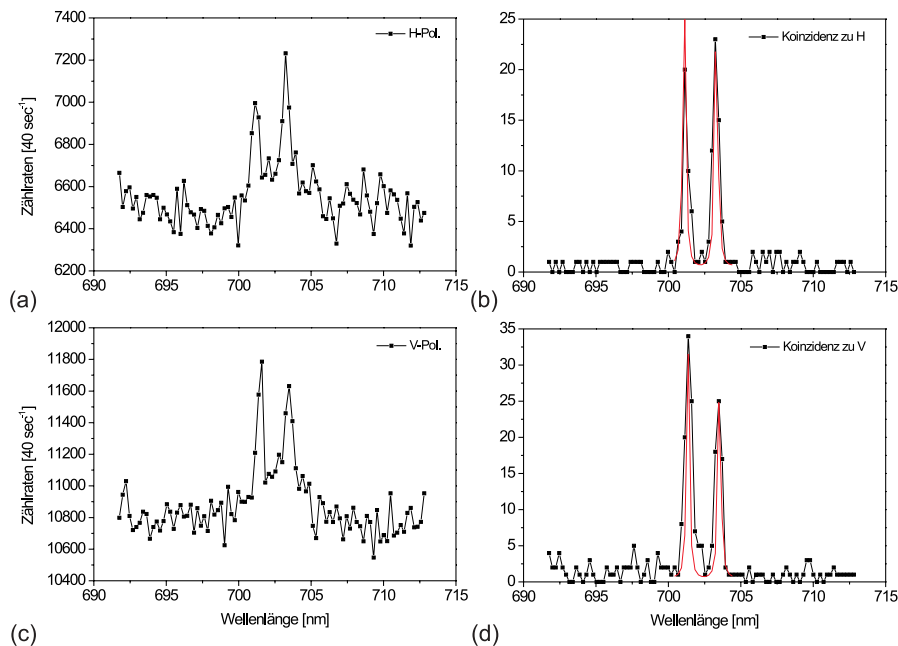 7400
7200
7000
6800
6600
6400
6200
690 695 700 705 710 715
Zählraten [40 sec⁻¹]
H-Pol.
(a)
25
20
15
10
5
0
690 695 700 705 710 715
Koinzidenz zu H
(b)
12000
11800
11600
11400
11200
11000
10800
10600
10400
690 695 700 705 710 715
Zählraten [40 sec⁻¹]
V-Pol.
Wellenlänge [nm]
(c)
35
30
25
20
15
10
5
0
690 695 700 705 710 715
Koinzidenz zu V
Wellenlänge [nm]
(d)